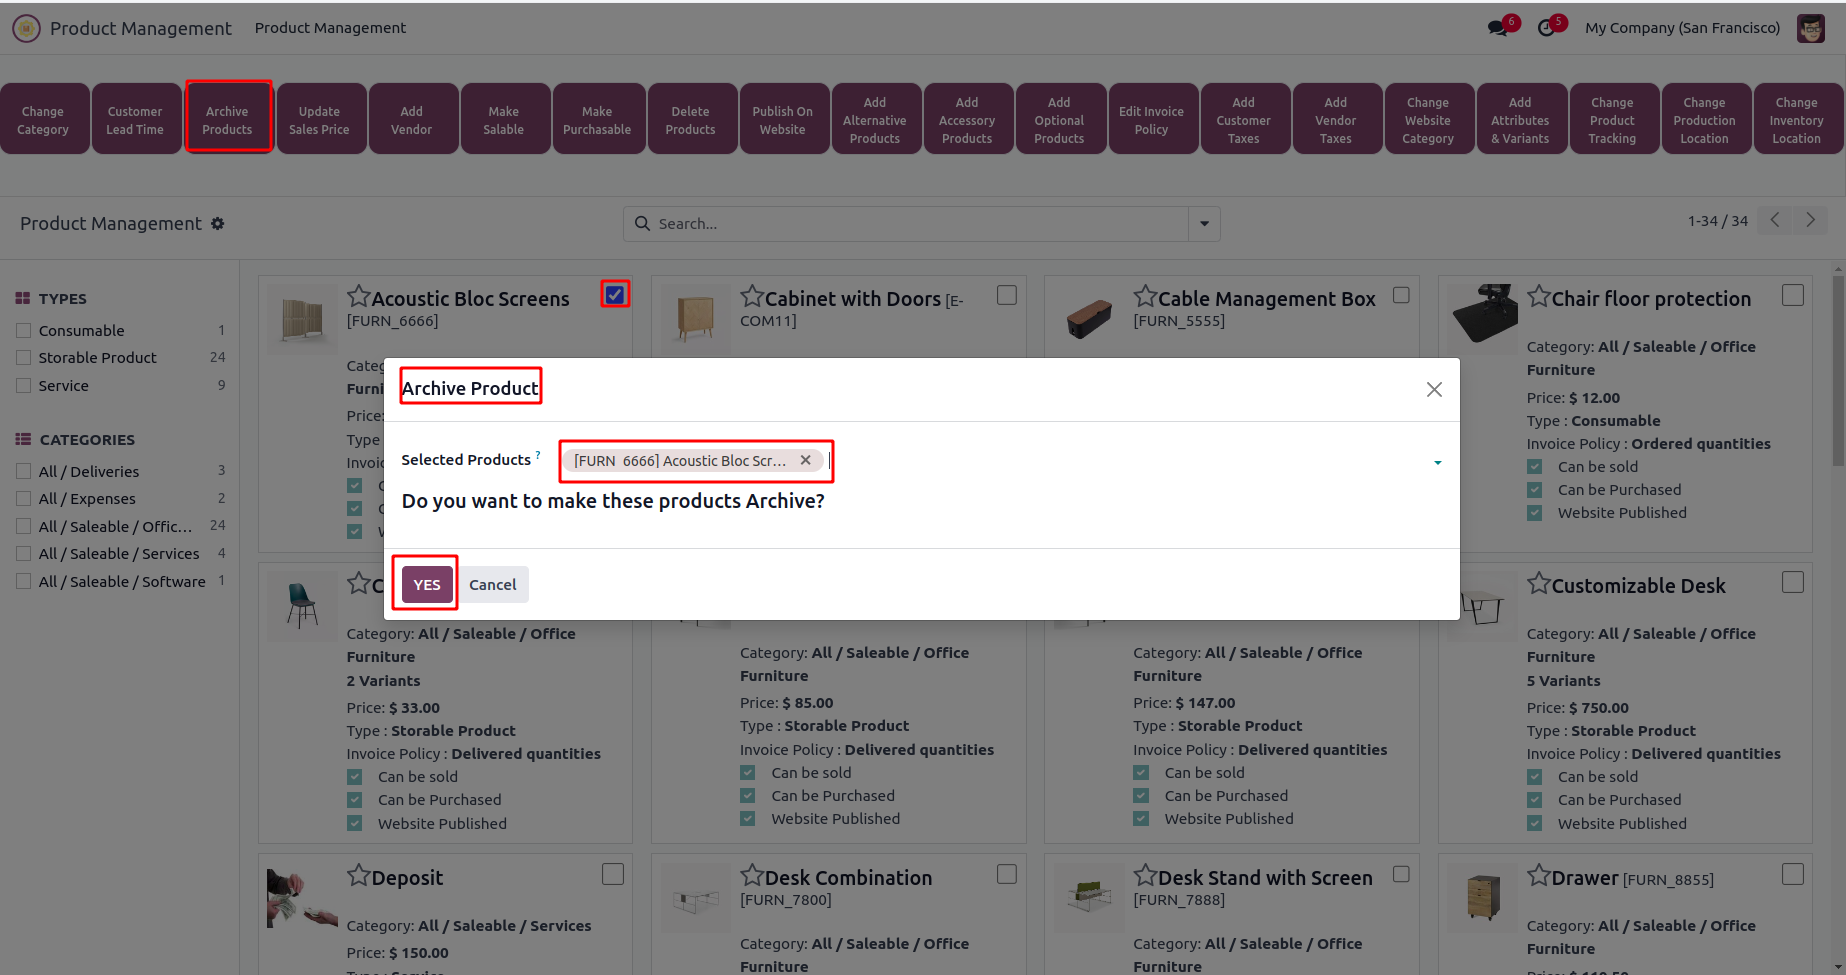 Product Management Product Management 6 5 My Company (San Francisco)
Change Category
Customer Lead Time
Archive Products
Update Sales Price
Add Vendor
Make Salable
Make Purchasable
Delete Products
Publish On Website
Add Alternative Products
Add Accessory Products
Add Optional Products
Edit Invoice Policy
Add Customer Taxes
Add Vendor Taxes
Change Website Category
Add Attributes & Variants
Change Product Tracking
Change Production Location
Change Inventory Location
Product Management
Search...
1-34 / 34
TYPES
Consumable 1
Storable Product 24
Service 9
CATEGORIES
All / Deliveries 3
All / Expenses 2
All / Saleable / Offic... 24
All / Saleable / Services 4
All / Saleable / Software 1
Acoustic Bloc Screens
[FURN_6666]
Cabinet with Doors [E-
COM11]
Cable Management Box
[FURN_5555]
Chair floor protection
Category: All / Saleable / Office
Furniture
Price: $ 12.00
Type : Consumable
Invoice Policy : Ordered quantities
Can be sold
Can be Purchased
Website Published
Archive Product
Selected Products ?
[FURN_6666] Acoustic Bloc Scr...
Do you want to make these products Archive?
YES
Cancel
Category: All / Saleable / Office
Furniture
2 Variants
Price: $ 33.00
Type : Storable Product
Invoice Policy : Delivered quantities
Can be sold
Can be Purchased
Website Published
Category: All / Saleable / Office
Furniture
Price: $ 85.00
Type : Storable Product
Invoice Policy : Delivered quantities
Can be sold
Can be Purchased
Website Published
Category: All / Saleable / Office
Furniture
Price: $ 147.00
Type : Storable Product
Invoice Policy : Delivered quantities
Can be sold
Can be Purchased
Website Published
Customizable Desk
Category: All / Saleable / Office
Furniture
5 Variants
Price: $ 750.00
Type : Storable Product
Invoice Policy : Delivered quantities
Can be sold
Can be Purchased
Website Published
Deposit
Category: All / Saleable / Services
Price: $ 150.00
Desk Combination
[FURN_7800]
Category: All / Saleable / Office
Furniture
Desk Stand with Screen
[FURN_7888]
Category: All / Saleable / Office
Furniture
Drawer [FURN_8855]
Category: All / Saleable / Office
Furniture